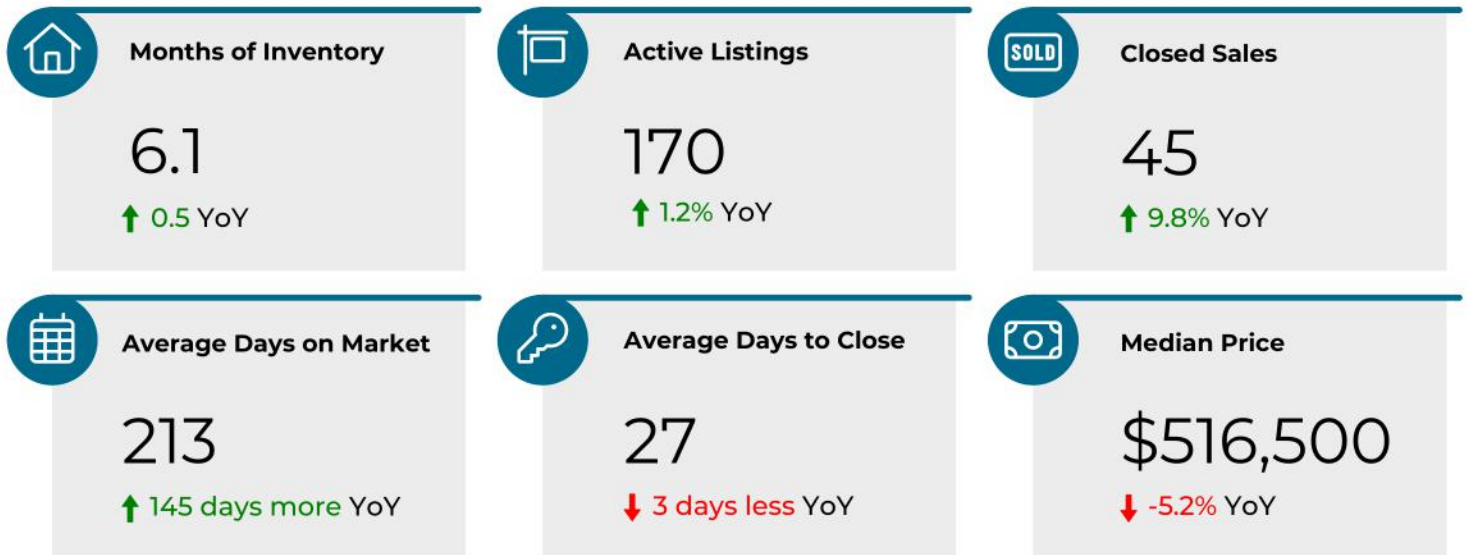 Months of Inventory
6.1
↑ 0.5 YoY
Active Listings
170
↑ 1.2% YoY
SOLD
Closed Sales
45
↑ 9.8% YoY
Average Days on Market
213
↑ 145 days more YoY
Average Days to Close
27
↓ 3 days less YoY
Median Price
$516,500
↓ -5.2% YoY